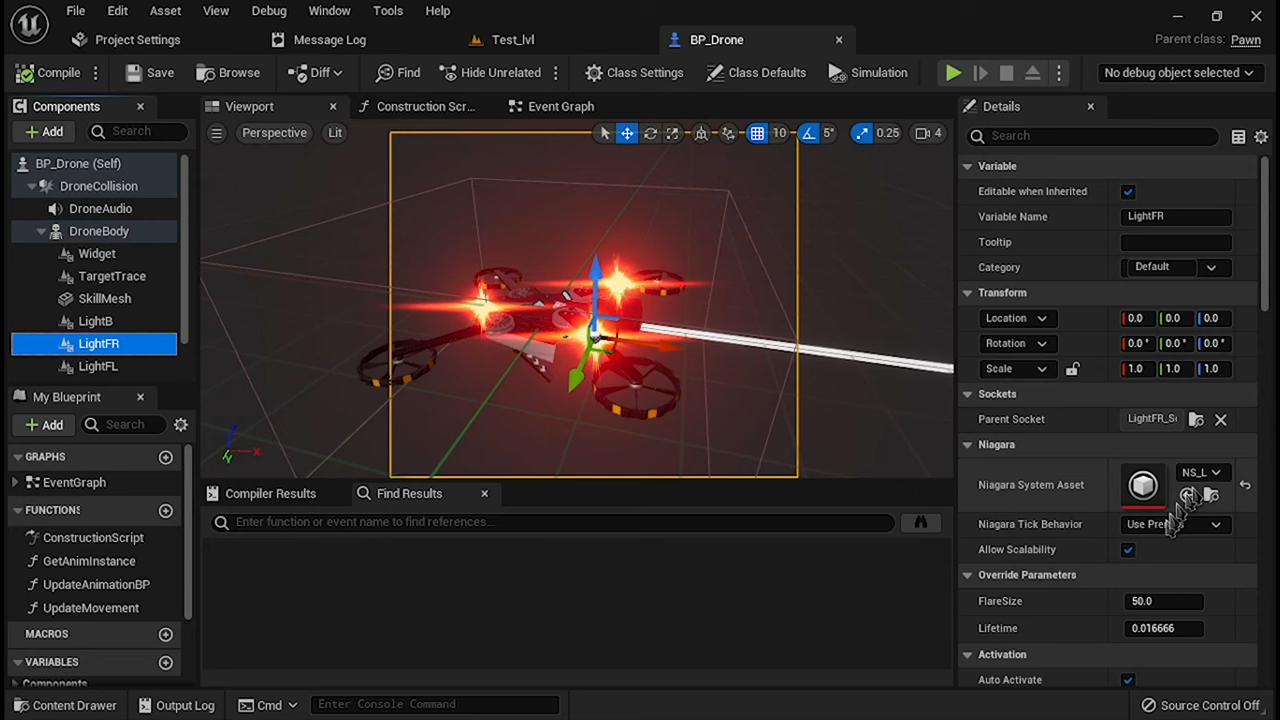 File Edit Asset View Debug Window Tools Help
Project Settings Message Log Test_lvl BP_Drone Parent class: Pawn
Compile Save Browse Diff Find Hide Unrelated Class Settings Class Defaults Simulation No debug object selected
Components Viewport Construction Scr... Event Graph Details
Add Search Perspective Lit 10 5° 0.25 4 Search
BP_Drone (Self)
DroneCollision
DroneAudio
DroneBody
Widget
TargetTrace
SkillMesh
LightB
LightFR
LightFL
My Blueprint
Add Search
GRAPHS
EventGraph
FUNCTIONS
ConstructionScript
GetAnimInstance
UpdateAnimationBP
UpdateMovement
MACROS
VARIABLES
Components
Compiler Results Find Results
Enter function or event name to find references...
Variable
Editable when Inherited
Variable Name LightFR
Tooltip
Category Default
Transform
Location 0.0 0.0 0.0
Rotation 0.0° 0.0° 0.0°
Scale 1.0 1.0 1.0
Sockets
Parent Socket LightFR_S
Niagara
NS_L
Niagara System Asset
Niagara Tick Behavior Use
Allow Scalability
Override Parameters
FlareSize 50.0
Lifetime 0.016666
Activation
Auto Activate
Content Drawer Output Log Cmd Enter Console Command Source Control Off